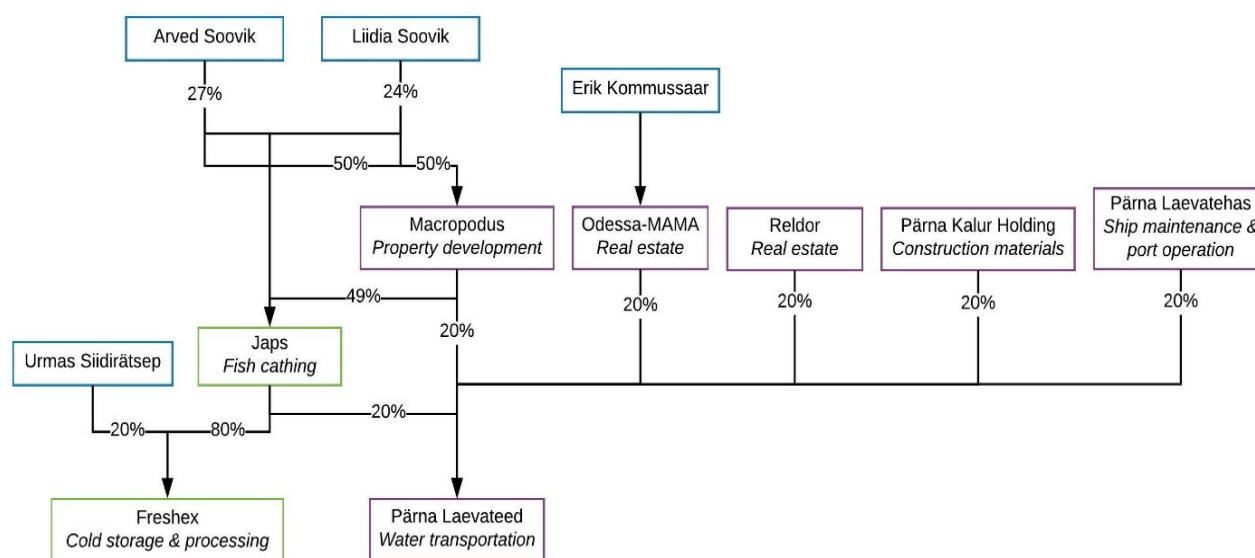 Arved Soovik
Liidia Soovik
27%
24%
Erik Kommussaar
50%
50%
Macropodus
Property development
Odessa-MAMA
Real estate
Reldor
Real estate
Pärna Kalur Holding
Construction materials
Pärna Laevatehas
Ship maintenance &
port operation
49%
20%
20%
20%
20%
20%
Urmas Siidirätsep
Japs
Fish cathing
20%
20%
80%
Freshex
Cold storage & processing
Pärna Laevateed
Water transportation